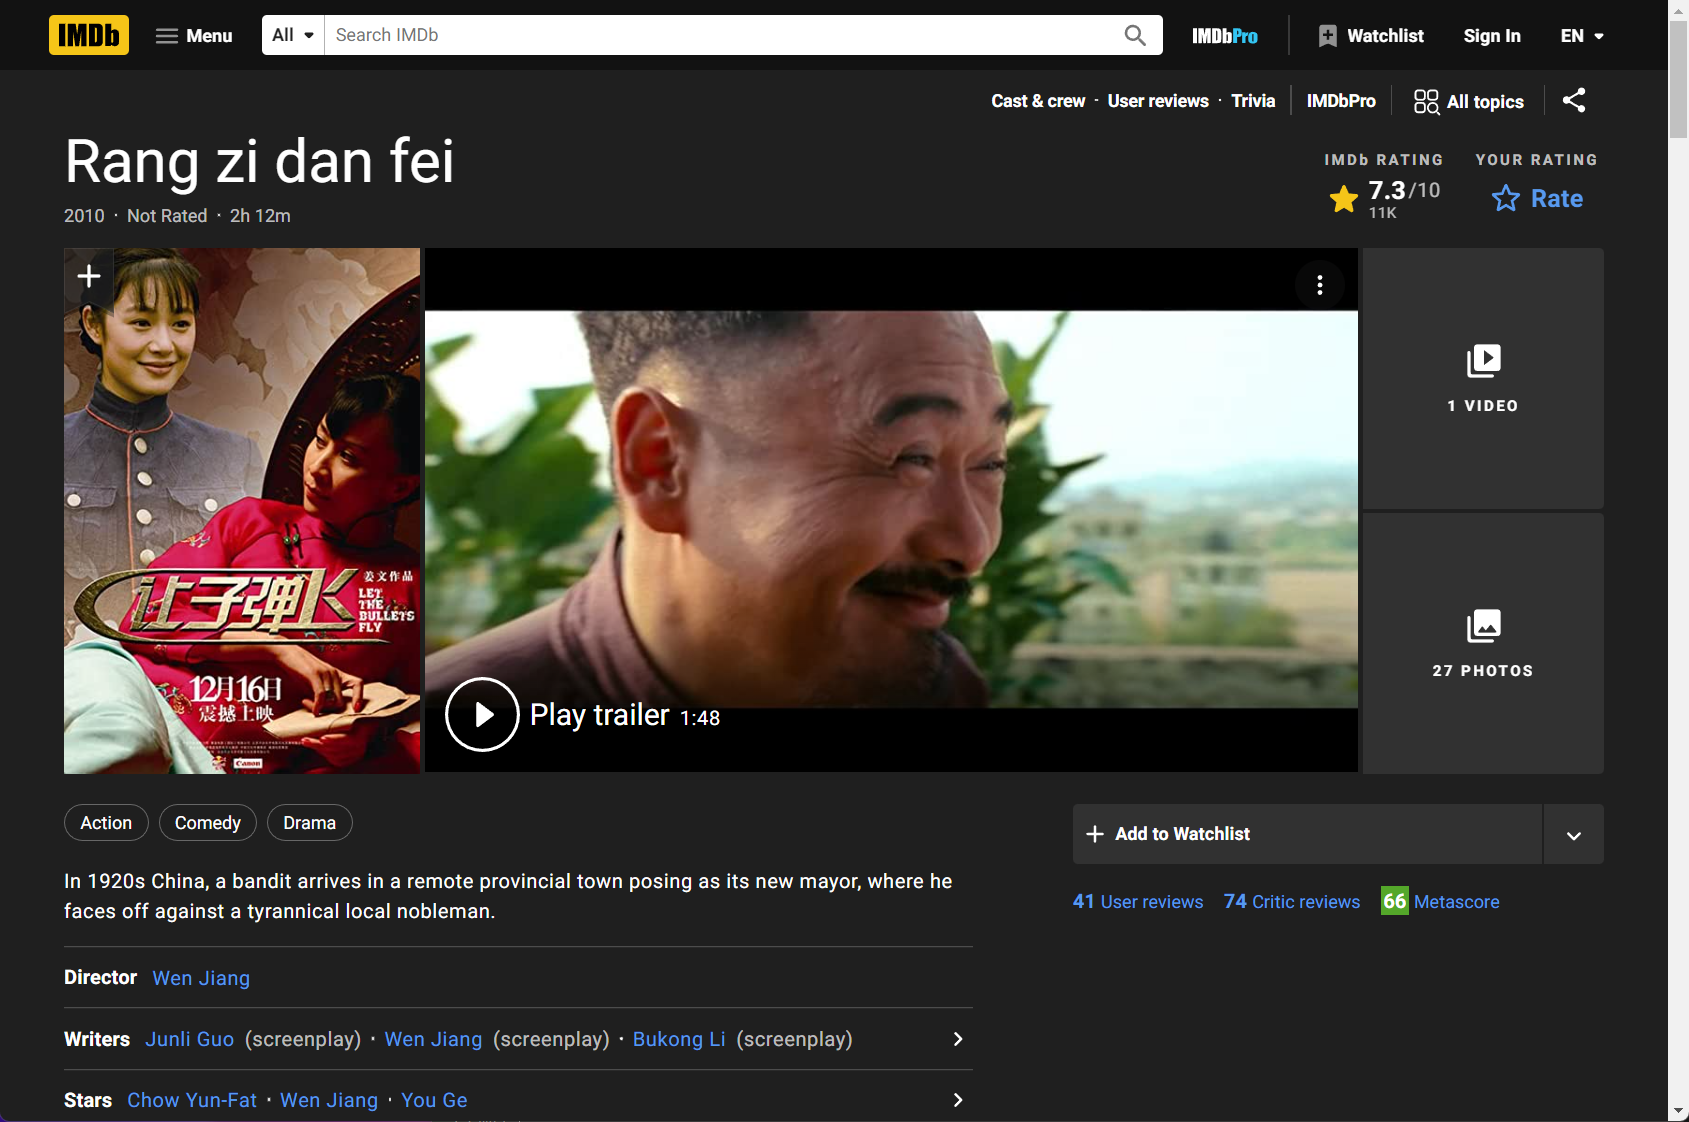 IMDb
Menu
All
Search IMDb
IMDbPro
Watchlist
Sign In
EN
Cast & crew · User reviews · Trivia
IMDbPro
All topics
Rang zi dan fei
2010 · Not Rated · 2h 12m
IMDb RATING
7.3/10
11K
YOUR RATING
Rate
让子弹飞
姜文作品
LET
THE
BULLETS
FLY
12月16日
震撼上映
Canon
Play trailer 1:48
1 VIDEO
27 PHOTOS
Action
Comedy
Drama
In 1920s China, a bandit arrives in a remote provincial town posing as its new mayor, where he
faces off against a tyrannical local nobleman.
Director Wen Jiang
Writers Junli Guo (screenplay) · Wen Jiang (screenplay) · Bukong Li (screenplay)
Stars Chow Yun-Fat · Wen Jiang · You Ge
Add to Watchlist
41 User reviews
74 Critic reviews
66 Metascore